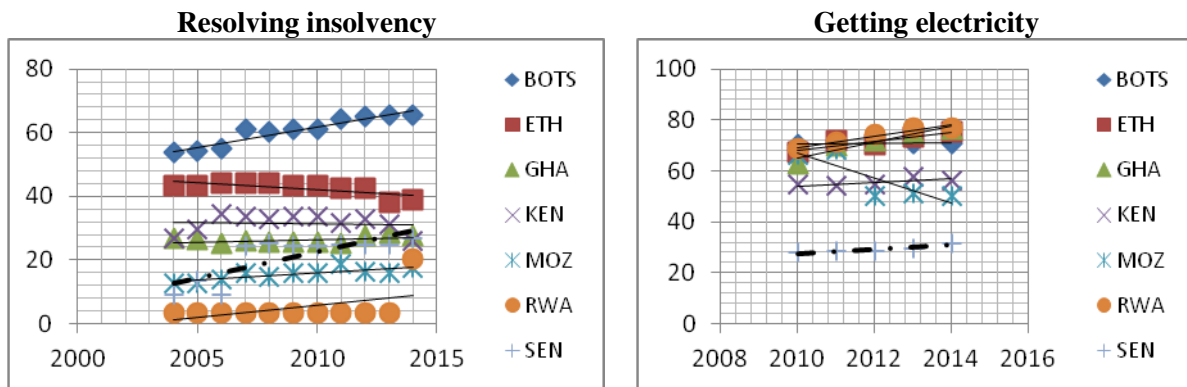 Resolving insolvency
80
60
40
20
0
2000
2005
2010
2015
BOTS
ETH
GHA
KEN
MOZ
RWA
SEN
Getting electricity
100
80
60
40
20
0
2008
2010
2012
2014
2016
BOTS
ETH
GHA
KEN
MOZ
RWA
SEN